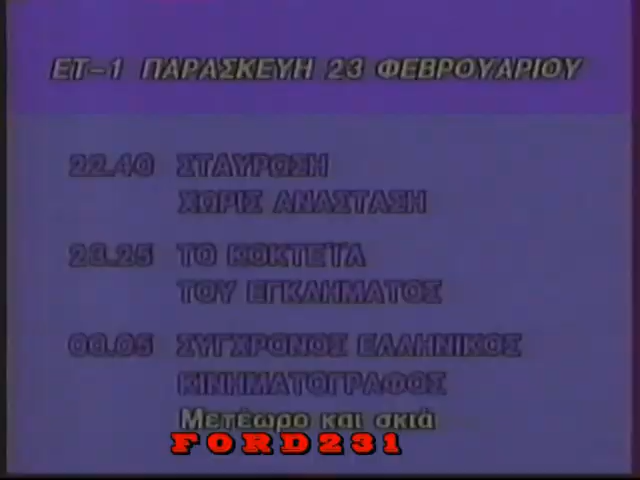 ΕΤ-1 ΠΑΡΑΣΚΕΥΗ 23 ΦΕΒΡΟΥΑΡΙΟΥ
22.40 ΣΤΑΥΡΩΣΗ
ΧΩΡΙΣ ΑΝΑΣΤΑΣΗ
23.25 ΤΟ ΚΟΚΤΕΪΛ
ΤΟΥ ΕΓΚΛΗΜΑΤΟΣ
00.05 ΣΥΓΧΡΟΝΟΣ ΕΛΛΗΝΙΚΟΣ
ΚΙΝΗΜΑΤΟΓΡΑΦΟΣ
Μετέωρο και σκιά
FORD231